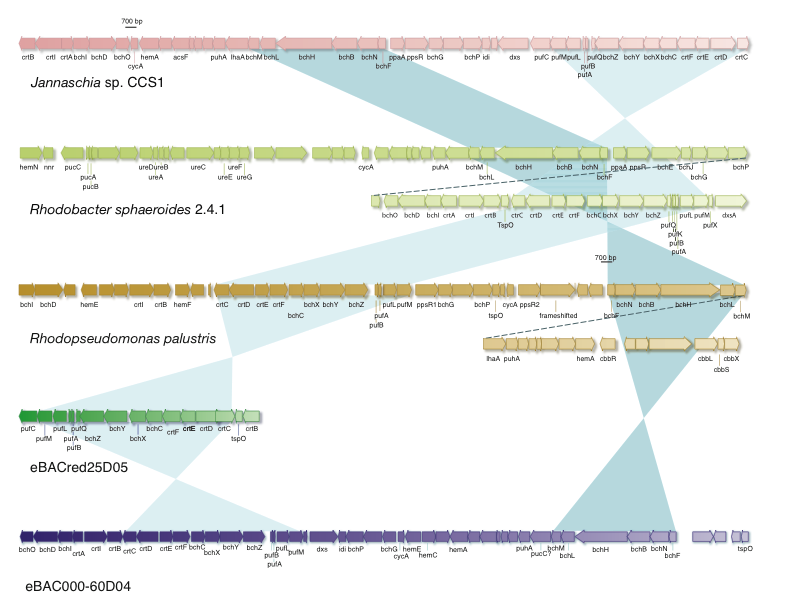 700 bp
crtB crtI crtA bchI bchD bchO cycA hemA acsF puhA lhaA bchM bchL bchH bchB bchN bchF ppaA ppsR bchG bchP idi dxs pufC pufM pufL pufB pufA pufQ bchZ bchY bchX bchC crtF crtE crtD crtC
Jannaschia sp. CCS1
hemN nnr pucC pucA pucB ureD ureA ureB ureC ureE ureF ureG cycA puhA bchM bchL bchH bchB bchN bchF ppaA ppsR bchE bchJ bchG bchP
Rhodobacter sphaeroides 2.4.1
bchO bchD bchI crtA crtI crtB TspO crtC crtD crtE crtF bchC bchX bchY bchZ pufQ pufK pufB pufA pufL pufM pufX dxsA
700 bp
bchI bchD hemE crtI crtB hemF crtC crtD crtE crtF bchC bchX bchY bchZ pufA pufB pufL pufM ppsR1 bchG bchP tspO cycA ppsR2 frameshifted bchF bchN bchB bchH bchL bchM
Rhodopseudomonas palustris
lhaA puhA hemA cbbR cbbL cbbS cbbX
pufC pufM pufL pufA pufB pufQ bchZ bchY bchX bchC crtF crtE crtD crtC tspO crtB
eBACred25D05
bchO bchD bchI crtA crtI crtB crtC crtD crtE crtF bchC bchX bchY bchZ pufB pufA pufL pufM dxs idi bchP bchG cycA hemE hemC hemA puhA pucC? bchM bchL bchH bchB bchN bchF tspO
eBAC000-60D04